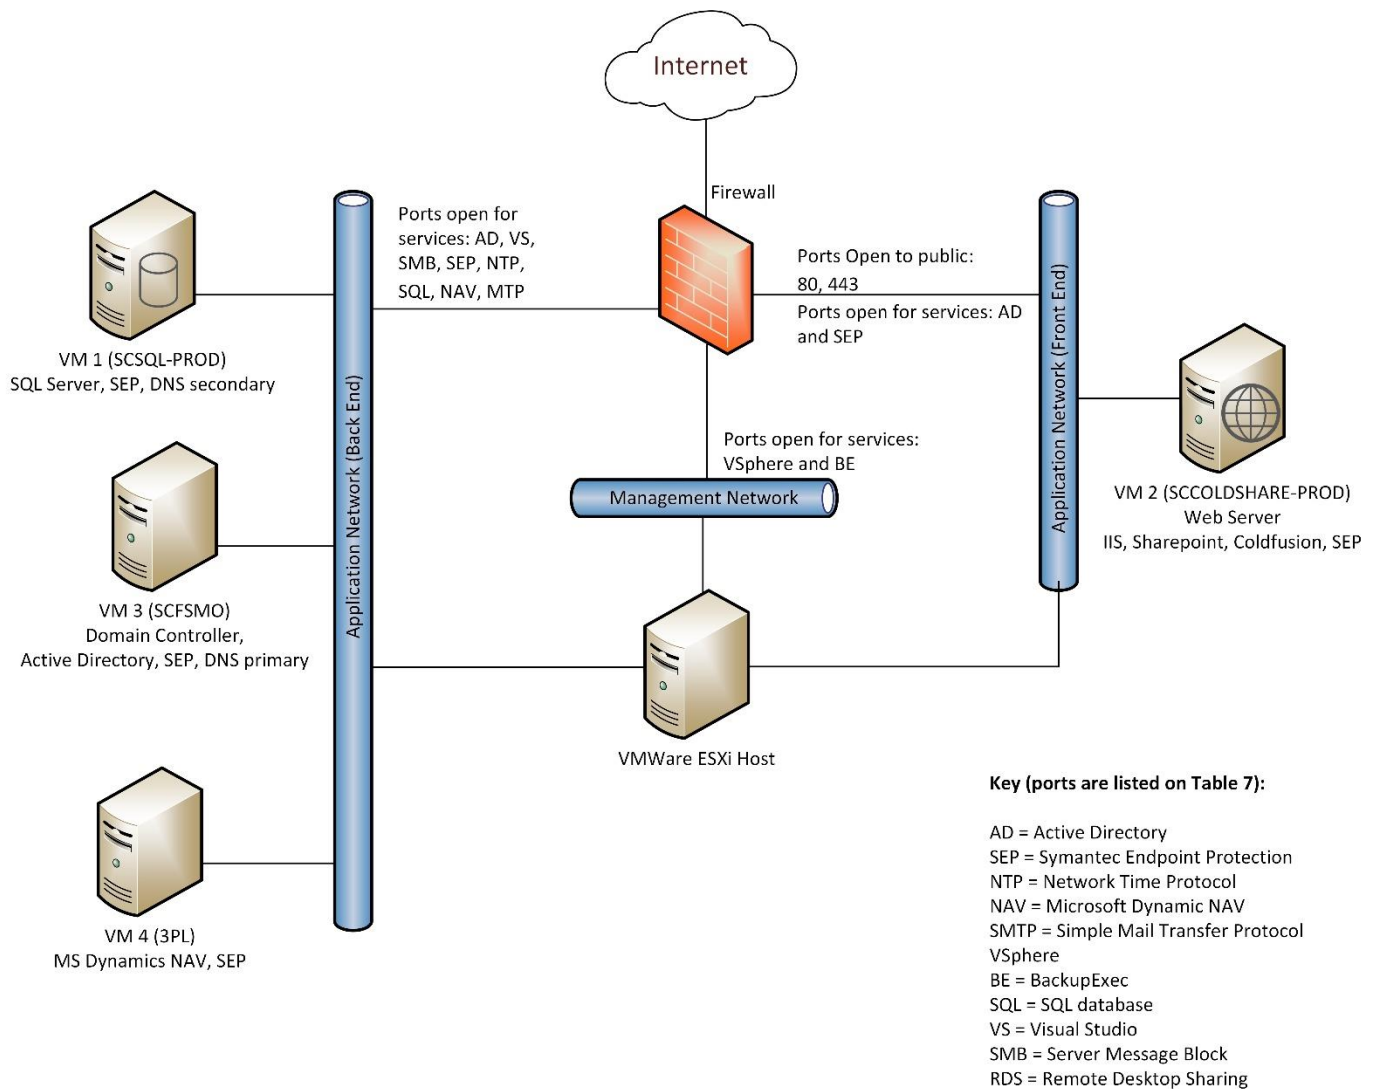 Internet
Firewall
Ports open for
services: AD, VS,
SMB, SEP, NTP,
SQL, NAV, MTP
Ports Open to public:
80, 443
Ports open for services: AD
and SEP
VM 1 (SCSQL-PROD)
SQL Server, SEP, DNS secondary
Application Network (Back End)
Application Network (Front End)
Ports open for services:
VSphere and BE
Management Network
VM 2 (SCCOLDSHARE-PROD)
Web Server
IIS, Sharepoint, Coldfusion, SEP
VM 3 (SCFSMO)
Domain Controller,
Active Directory, SEP, DNS primary
VMWare ESXi Host
VM 4 (3PL)
MS Dynamics NAV, SEP
Key (ports are listed on Table 7):
AD = Active Directory
SEP = Symantec Endpoint Protection
NTP = Network Time Protocol
NAV = Microsoft Dynamic NAV
SMTP = Simple Mail Transfer Protocol
VSphere
BE = BackupExec
SQL = SQL database
VS = Visual Studio
SMB = Server Message Block
RDS = Remote Desktop Sharing